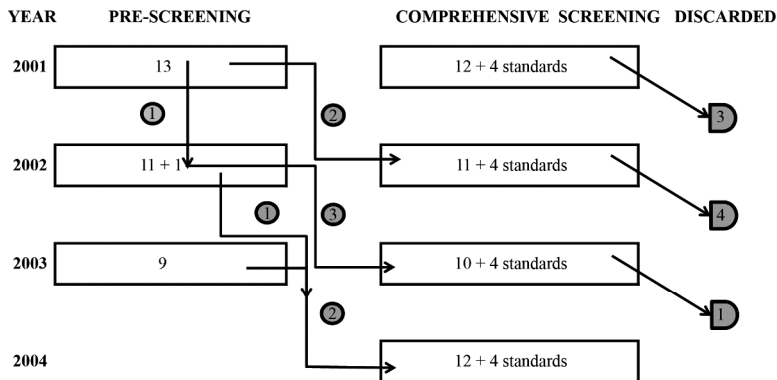 YEAR PRE-SCREENING COMPREHENSIVE SCREENING DISCARDED
2001 13 12 + 4 standards
1 2 3
2002 11 + 1 11 + 4 standards
1 3 4
2003 9 10 + 4 standards
2 1
2004 12 + 4 standards